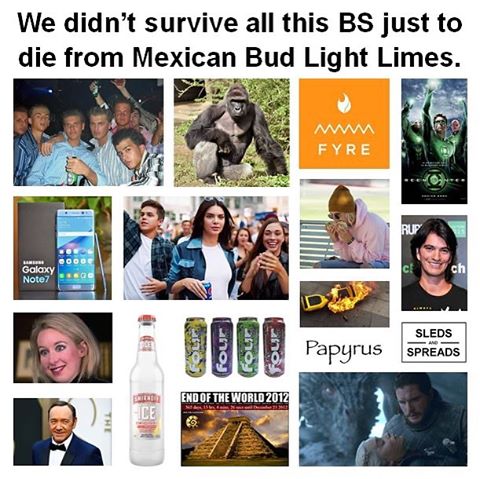 We didn't survive all this BS just to
die from Mexican Bud Light Limes.
FYRE
SAMSUNG
Galaxy
Note7
Papyrus
SLEDS
AND
SPREADS
SMIRNOFF
ICE
four
four
four
four
END OF THE WORLD 2012